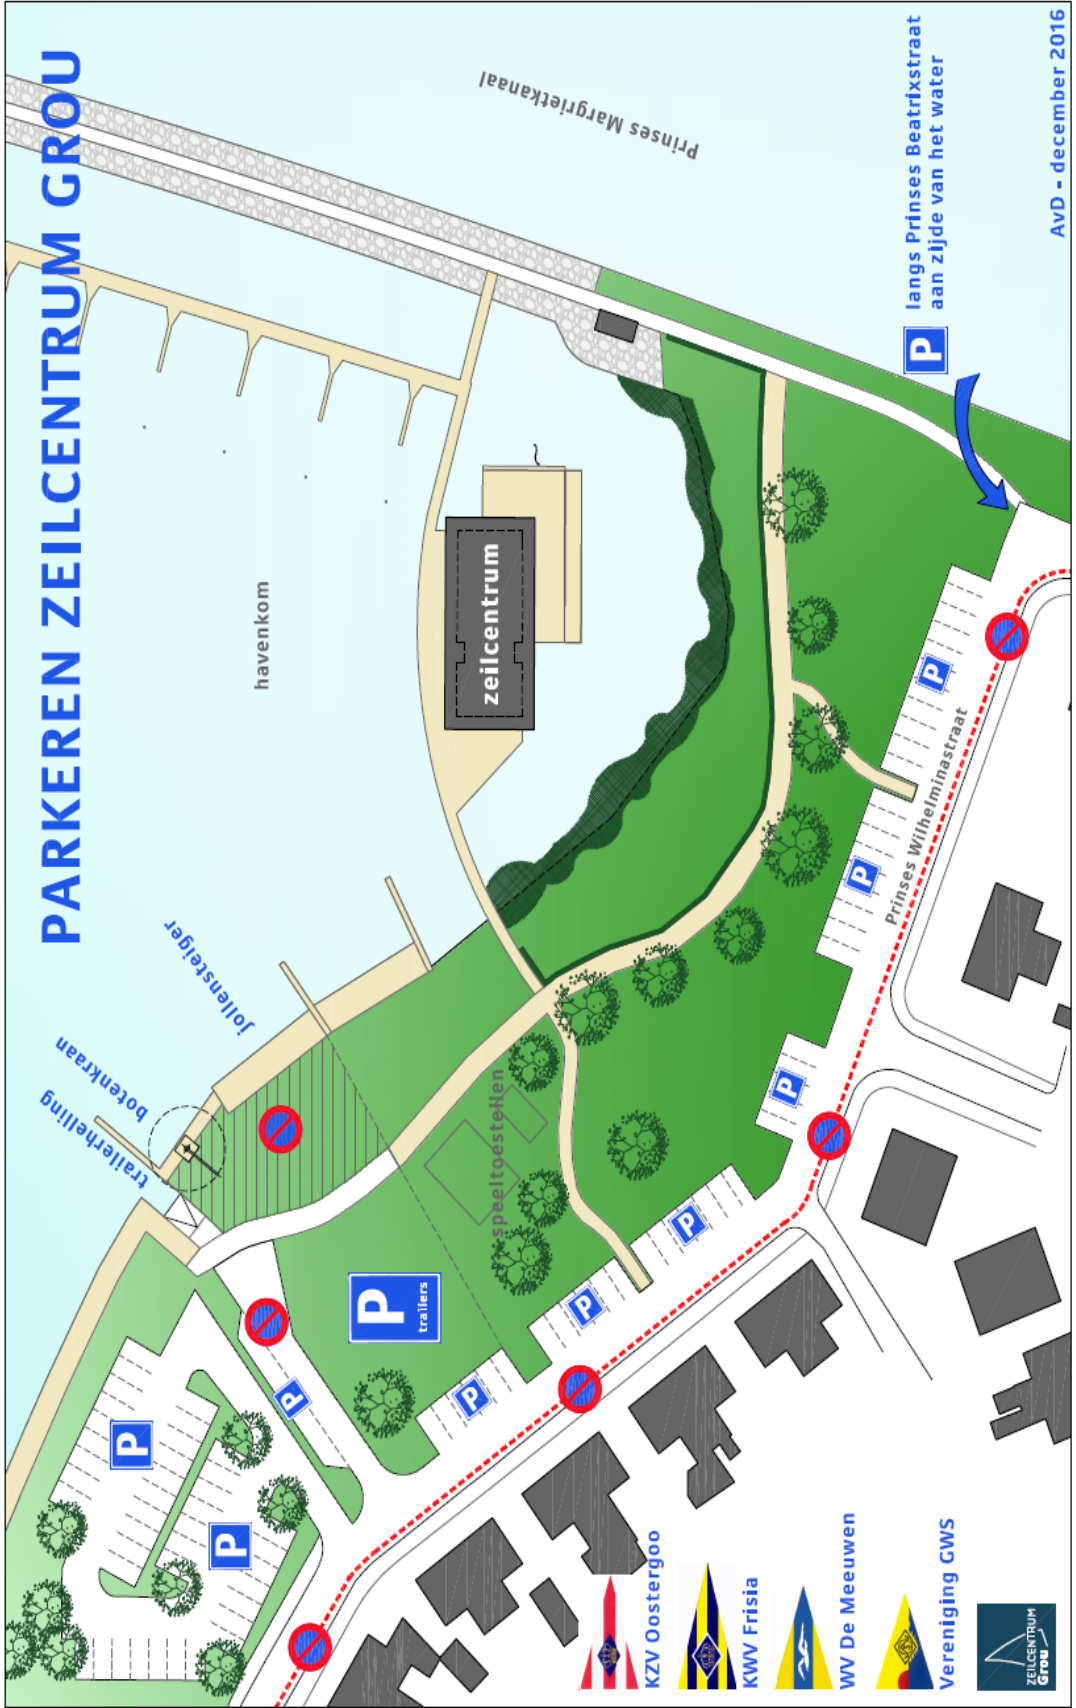 PARKEREN ZEILCENTRUM GROU
Prinses Margrietkanaal
P
langs Prinses Beatrixstraat
aan zijde van het water
AvD - december 2016
havenkom
zeilcentrum
jollensteiger
botenkraan
trailerhelling
speeltoestellen
Prinses Wilhelminastraat
P
P
P
P
P
P
P
trailers
P
P
P
KZV Oostergoo
KWV Frisia
WV De Meeuwen
Vereniging GWS
ZEILCENTRUM
Grou